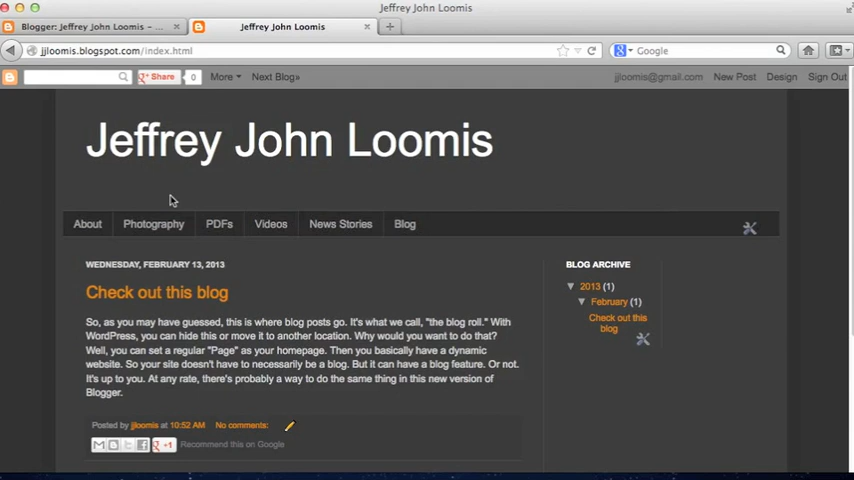 Jeffrey John Loomis
Blogger: Jeffrey John Loomis – ...
Jeffrey John Loomis
jjloomis.blogspot.com/index.html
Google
Share
0
More
Next Blog»
jjloomis@gmail.com
New Post
Design
Sign Out
Jeffrey John Loomis
About
Photography
PDFs
Videos
News Stories
Blog
WEDNESDAY, FEBRUARY 13, 2013
Check out this blog
So, as you may have guessed, this is where blog posts go. It's what we call, "the blog roll." With
WordPress, you can hide this or move it to another location. Why would you want to do that?
Well, you can set a regular "Page" as your homepage. Then you basically have a dynamic
website. So your site doesn't have to necessarily be a blog. But it can have a blog feature. Or not.
It's up to you. At any rate, there's probably a way to do the same thing in this new version of
Blogger.
Posted by jjloomis at 10:52 AM
No comments:
+1
Recommend this on Google
BLOG ARCHIVE
▼ 2013 (1)
▼ February (1)
Check out this
blog